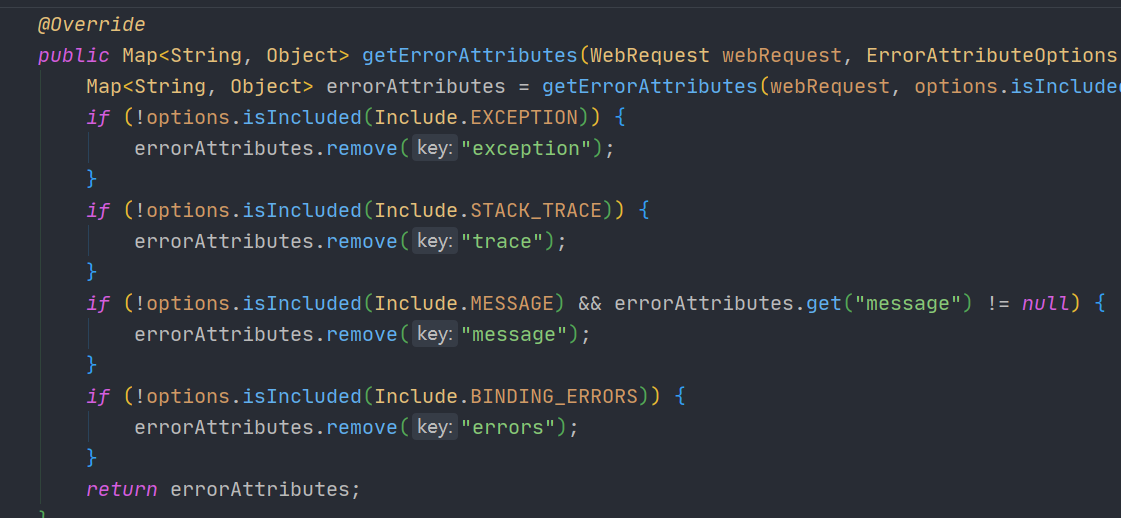 @Override
public Map<String, Object> getErrorAttributes(WebRequest webRequest, ErrorAttributeOptions
Map<String, Object> errorAttributes = getErrorAttributes(webRequest, options.isIncluded
if (!options.isIncluded(Include.EXCEPTION)) {
errorAttributes.remove( key: "exception");
}
if (!options.isIncluded(Include.STACK_TRACE)) {
errorAttributes.remove( key: "trace");
}
if (!options.isIncluded(Include.MESSAGE) && errorAttributes.get("message") != null) {
errorAttributes.remove( key: "message");
}
if (!options.isIncluded(Include.BINDING_ERRORS)) {
errorAttributes.remove( key: "errors");
}
return errorAttributes;
}